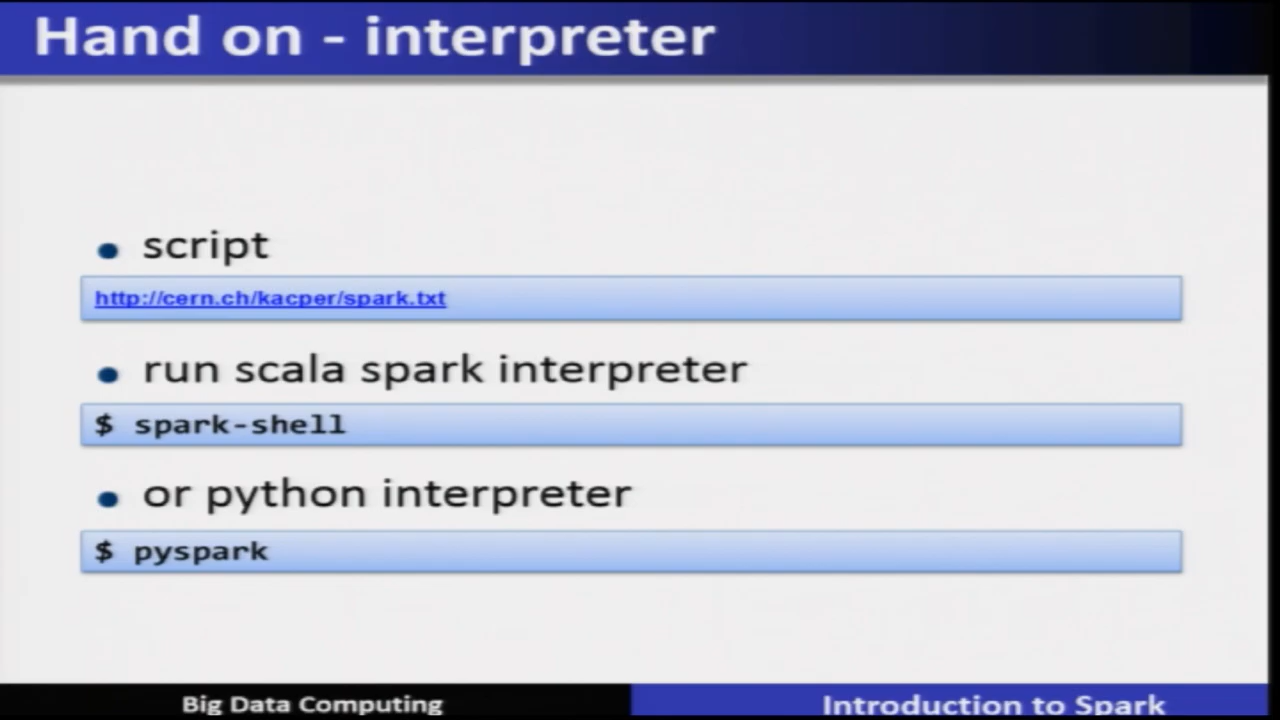 Hand on - interpreter
script
http://cern.ch/kacper/spark.txt
run scala spark interpreter
$ spark-shell
or python interpreter
$ pyspark
Big Data Computing
Introduction to Spark